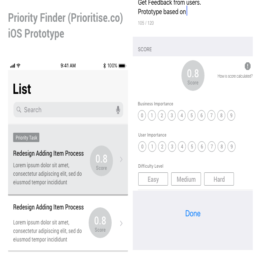 Priority Finder (Prioritise.co)
iOS Prototype
9:41 AM
100%
List
Search
Priority Task
Redesign Adding Item Process
Lorem ipsum dolor sit amet,
consectetur adipiscing elit, sed do
eiusmod tempor incididunt
0.8
Score
Redesign Adding Item Process
Lorem ipsum dolor sit amet,
consectetur adipiscing elit, sed do
eiusmod tempor incididunt
0.8
Score
Get Feedback from users.
Prototype based on
100 / 120
SCORE
0.8
Score
How is score calculated?
Business Importance
0 1 2 3 4 5 6 7 8 9
User Importance
0 1 2 3 4 5 6 7 8 9
Difficulty Level
Easy Medium Hard
Done